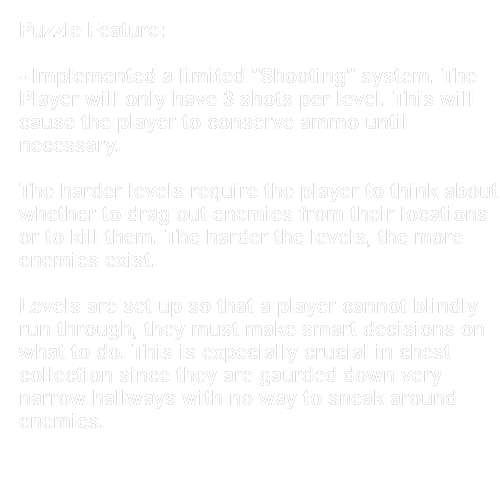 Puzzle Feature:
- Implemented a limited "Shooting" system. The
Player will only have 3 shots per level. This will
cause the player to conserve ammo until
necessary.
The harder levels require the player to think about
whether to drag out enemies from their locations
or to kill them. The harder the levels, the more
enemies exist.
Levels are set up so that a player cannot blindly
run through, they must make smart decisions on
what to do. This is expecially crucial in chest
collection since they are gaurded down very
narrow hallways with no way to sneak around
enemies.